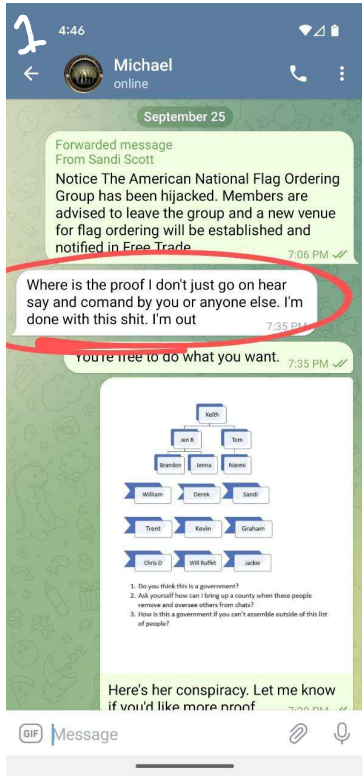 1
4:46
Michael
online
September 25
Forwarded message
From Sandi Scott
Notice The American National Flag Ordering
Group has been hijacked. Members are
advised to leave the group and a new venue
for flag ordering will be established and
notified in Free Trade
7:06 PM
Where is the proof I don't just go on hear
say and comand by you or anyone else. I'm
done with this shit. I'm out
7:35 PM
You're free to do what you want.
7:35 PM
Keith
Jen R
Tom
Brandon
Jenna
Naomi
William
Derek
Sandi
Trent
Kevin
Graham
Chris D
Will Ruffet
Jackie
1. Do you think this is a government?
2. Ask yourself how can I bring up a county when these people
remove and oversee others from chats?
3. How is this a government if you can't assemble outside of this list
of people?
Here's her conspiracy. Let me know
if you'd like more proof
GIF
Message